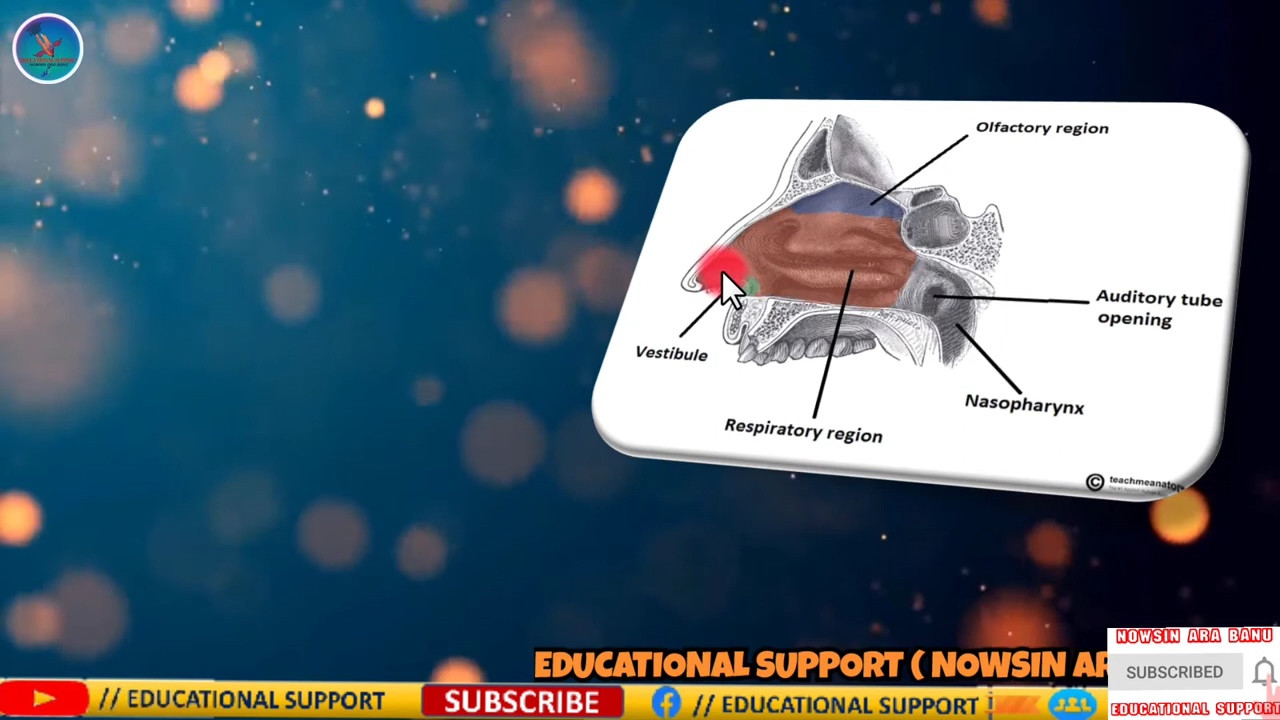 Olfactory region
Auditory tube
opening
Vestibule
Nasopharynx
Respiratory region
© teachmeanatomy
EDUCATIONAL SUPPORT ( NOWSIN AR
NOWSIN ARA BANU
SUBSCRIBED
EDUCATIONAL SUPPORT
// EDUCATIONAL SUPPORT
SUBSCRIBE
// EDUCATIONAL SUPPORT